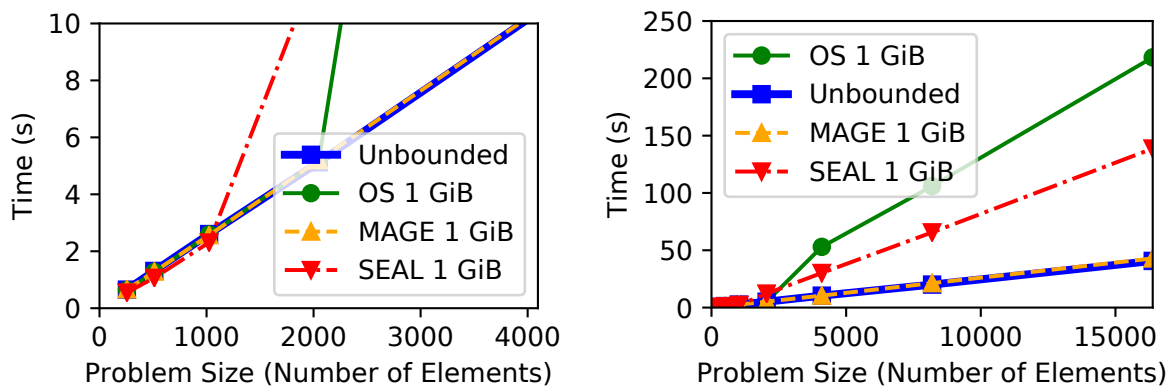 10
8
6
4
2
0
Time (s)
Unbounded
OS 1 GiB
MAGE 1 GiB
SEAL 1 GiB
0 1000 2000 3000 4000
Problem Size (Number of Elements)
250
200
150
100
50
0
Time (s)
OS 1 GiB
Unbounded
MAGE 1 GiB
SEAL 1 GiB
0 5000 10000 15000
Problem Size (Number of Elements)